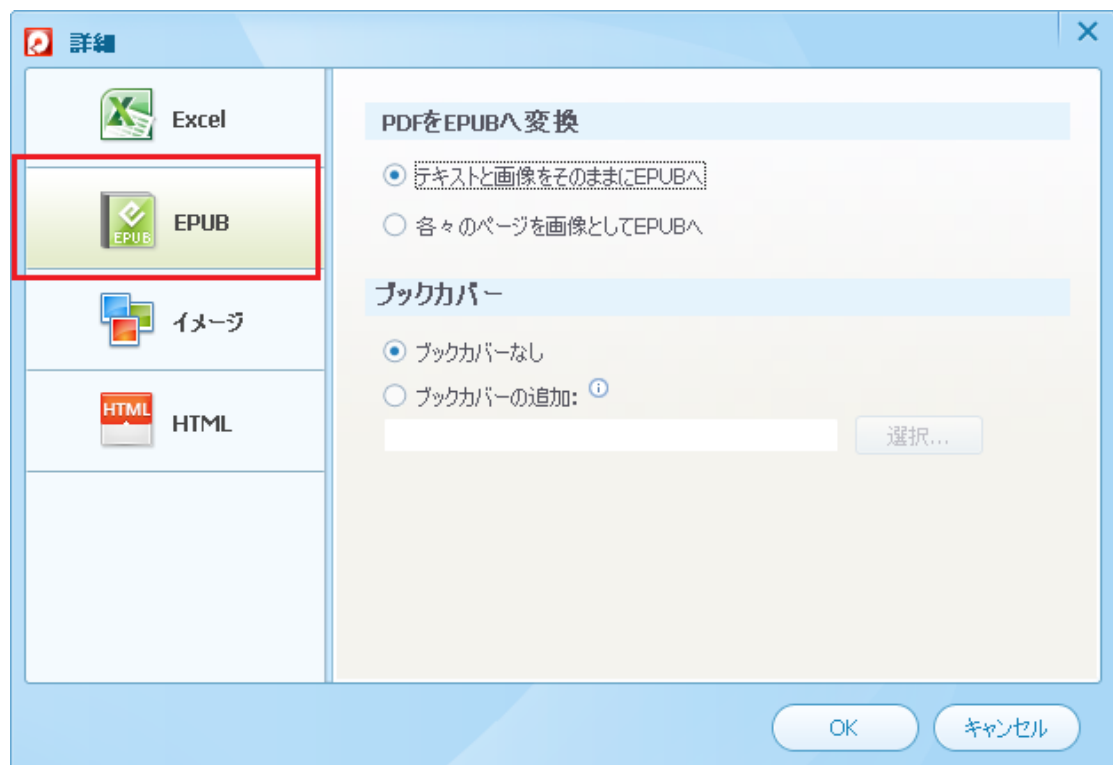 詳細
Excel
EPUB
EPUB
イメージ
HTML
HTML
PDFをEPUBへ変換
テキストと画像をそのままにEPUBへ
各々のページを画像としてEPUBへ
ブックカバー
ブックカバーなし
ブックカバーの追加:
選択...
OK
キャンセル